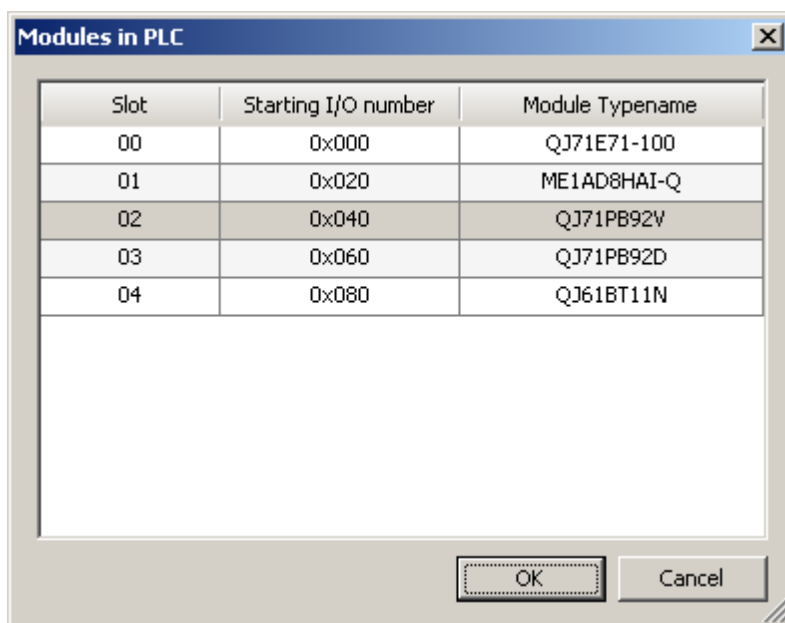 Modules in PLC
Slot Starting I/O number Module Typename
00 0x000 QJ71E71-100
01 0x020 ME1AD8HAI-Q
02 0x040 QJ71PB92V
03 0x060 QJ71PB92D
04 0x080 QJ61BT11N
OK Cancel